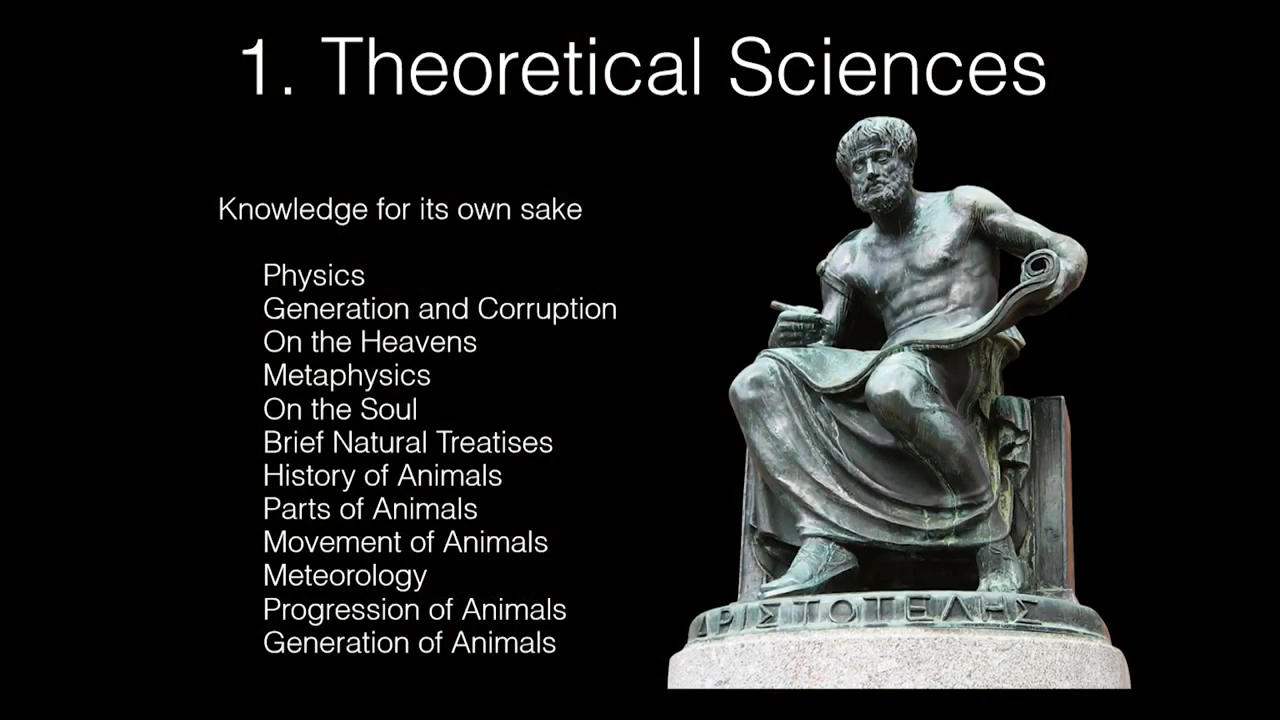 1. Theoretical Sciences
Knowledge for its own sake
Physics
Generation and Corruption
On the Heavens
Metaphysics
On the Soul
Brief Natural Treatises
History of Animals
Parts of Animals
Movement of Animals
Meteorology
Progression of Animals
Generation of Animals
ΑΡΙΣΤΟΤΕΛΗΣ